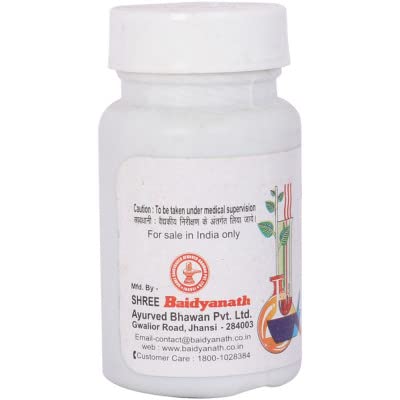 Caution : To be taken under medical supervision
सावधानी : वैद्यकीय निरीक्षण के अंतर्गत लिया जाये।
For sale in India only
Mfd. By -
SHREE Baidyanath
Ayurved Bhawan Pvt. Ltd.
Gwalior Road, Jhansi - 284003
Email-contact@baidyanath.co.in
web : www.baidyanath.co.in
Customer Care : 1800-1028384